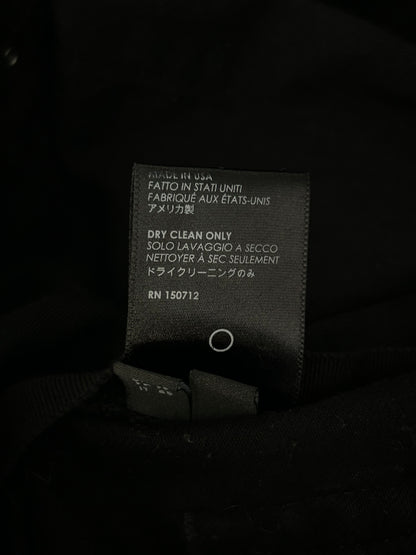 MADE IN USA
FATTO IN STATI UNITI
FABRIQUÉ AUX ÉTATS-UNIS
アメリカ製
DRY CLEAN ONLY
SOLO LAVAGGIO A SECCO
NETTOYER À SEC SEULEMENT
ドライクリーニングのみ
RN 150712